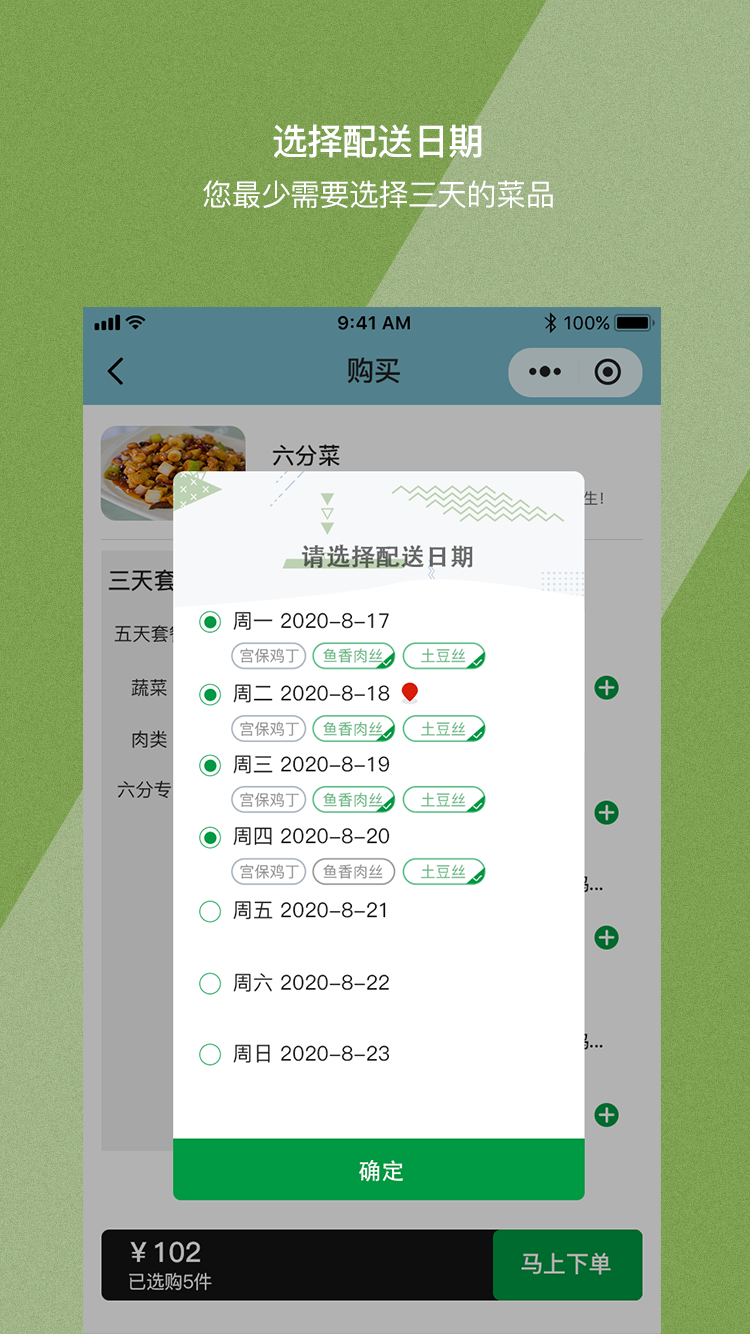 选择配送日期
您最少需要选择三天的菜品
9:41 AM 100%
购买
六分菜
生!
请选择配送日期
三天套
五天套
蔬菜
肉类
六分专
周一 2020-8-17
宫保鸡丁 鱼香肉丝 土豆丝
周二 2020-8-18
宫保鸡丁 鱼香肉丝 土豆丝
周三 2020-8-19
宫保鸡丁 鱼香肉丝 土豆丝
周四 2020-8-20
宫保鸡丁 鱼香肉丝 土豆丝
周五 2020-8-21
周六 2020-8-22
周日 2020-8-23
确定
¥102
已选购5件
马上下单